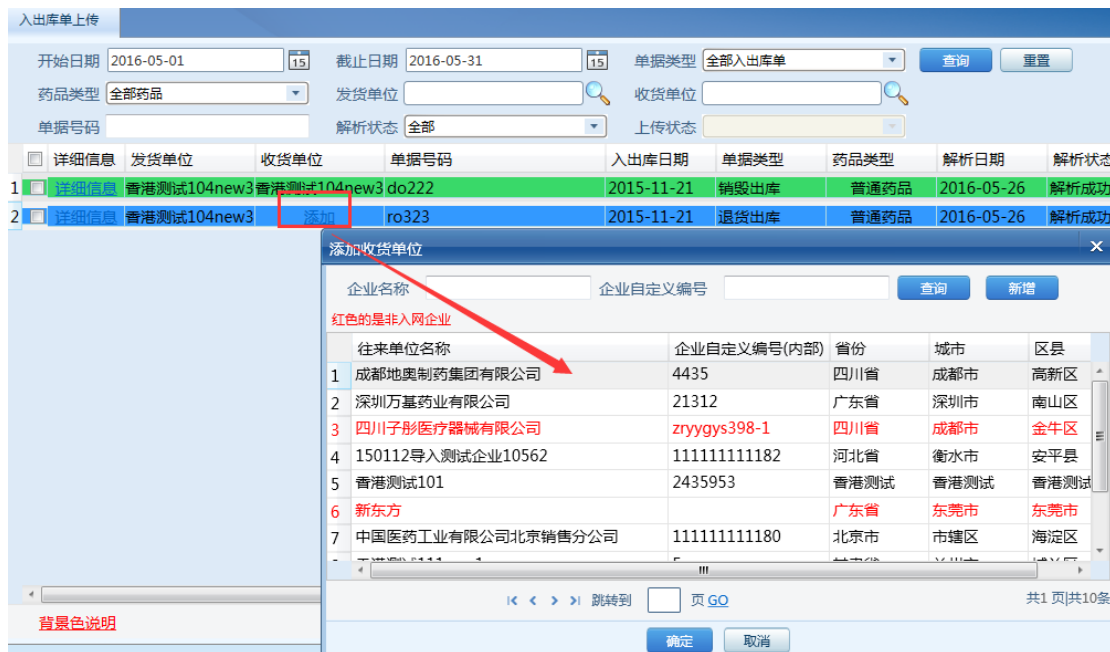 入出库单上传
开始日期 2016-05-01 15 截止日期 2016-05-31 15 单据类型 全部入出库单 查询 重置
药品类型 全部药品 发货单位 收货单位
单据号码 解析状态 全部 上传状态
详细信息 发货单位 收货单位 单据号码 入出库日期 单据类型 药品类型 解析日期 解析状态
1 详细信息 香港测试104new3 香港测试104new3 do222 2015-11-21 销毁出库 普通药品 2016-05-26 解析成功
2 详细信息 香港测试104new3 添加 ro323 2015-11-21 退货出库 普通药品 2016-05-26 解析成功
添加收货单位
企业名称 企业自定义编号 查询 新增
红色的是非入网企业
往来单位名称 企业自定义编号(内部) 省份 城市 区县
1 成都地奥制药集团有限公司 4435 四川省 成都市 高新区
2 深圳万基药业有限公司 21312 广东省 深圳市 南山区
3 四川子彤医疗器械有限公司 zryygys398-1 四川省 成都市 金牛区
4 150112导入测试企业10562 111111111182 河北省 衡水市 安平县
5 香港测试101 2435953 香港测试 香港测试 香港测试
6 新东方 广东省 东莞市 东莞市
7 中国医药工业有限公司北京销售分公司 111111111180 北京市 市辖区 海淀区
跳转到 页 GO 共1 页|共10条
背景色说明
确定 取消